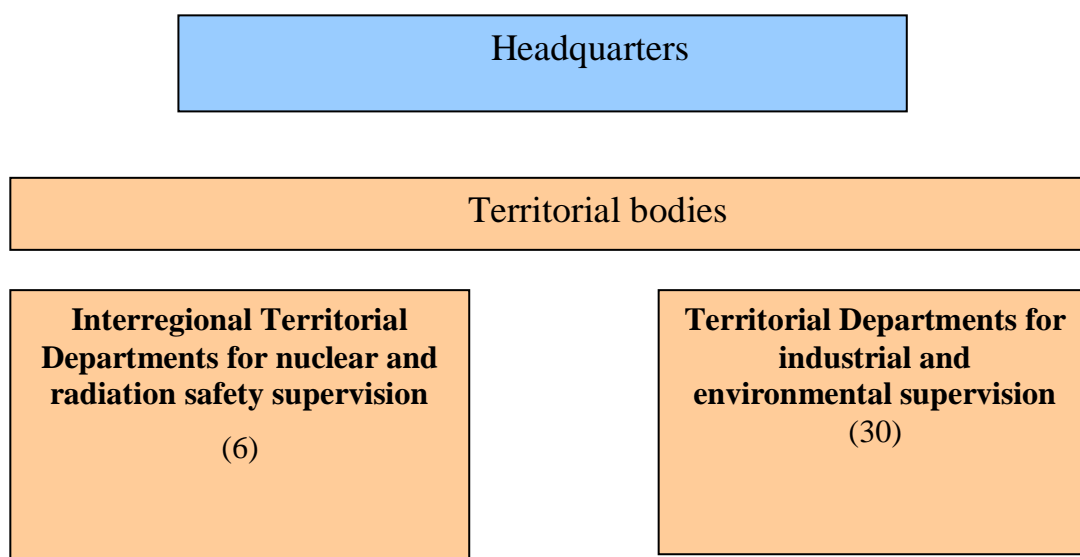 Headquarters
Territorial bodies
Interregional Territorial
Departments for nuclear and
radiation safety supervision
(6)
Territorial Departments for
industrial and
environmental supervision
(30)